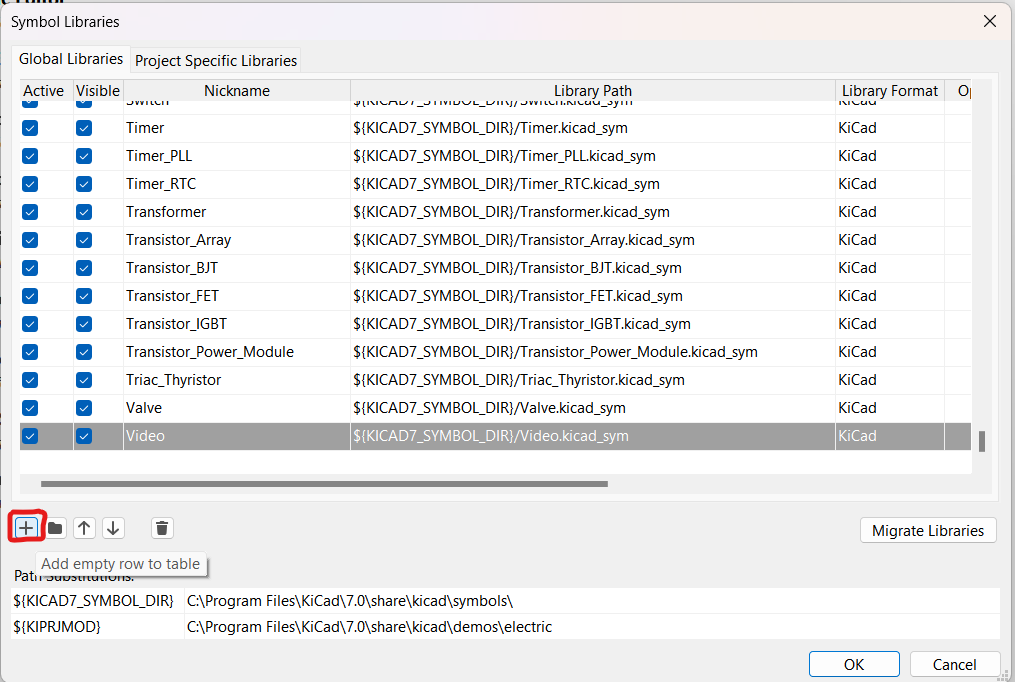 Symbol Libraries
Global Libraries Project Specific Libraries
Active Visible Nickname Library Path Library Format Op
Switch ${KICAD7_SYMBOL_DIR}/Switch.kicad_sym KiCad
Timer ${KICAD7_SYMBOL_DIR}/Timer.kicad_sym KiCad
Timer_PLL ${KICAD7_SYMBOL_DIR}/Timer_PLL.kicad_sym KiCad
Timer_RTC ${KICAD7_SYMBOL_DIR}/Timer_RTC.kicad_sym KiCad
Transformer ${KICAD7_SYMBOL_DIR}/Transformer.kicad_sym KiCad
Transistor_Array ${KICAD7_SYMBOL_DIR}/Transistor_Array.kicad_sym KiCad
Transistor_BJT ${KICAD7_SYMBOL_DIR}/Transistor_BJT.kicad_sym KiCad
Transistor_FET ${KICAD7_SYMBOL_DIR}/Transistor_FET.kicad_sym KiCad
Transistor_IGBT ${KICAD7_SYMBOL_DIR}/Transistor_IGBT.kicad_sym KiCad
Transistor_Power_Module ${KICAD7_SYMBOL_DIR}/Transistor_Power_Module.kicad_sym KiCad
Triac_Thyristor ${KICAD7_SYMBOL_DIR}/Triac_Thyristor.kicad_sym KiCad
Valve ${KICAD7_SYMBOL_DIR}/Valve.kicad_sym KiCad
Video ${KICAD7_SYMBOL_DIR}/Video.kicad_sym KiCad
Migrate Libraries
Add empty row to table
Path Substitutions:
${KICAD7_SYMBOL_DIR} C:\Program Files\KiCad\7.0\share\kicad\symbols\
${KIPRJMOD} C:\Program Files\KiCad\7.0\share\kicad\demos\electric
OK Cancel